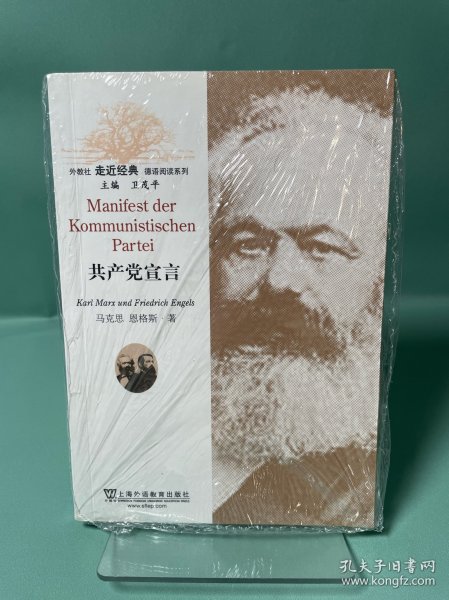 外教社 走近经典 德语阅读系列
主编 卫茂平
Manifest der
Kommunistischen
Partei
共产党宣言
Karl Marx und Friedrich Engels
马克思 恩格斯·著
上海外语教育出版社
www.sflep.com
孔夫子旧书网
www.kongfz.com